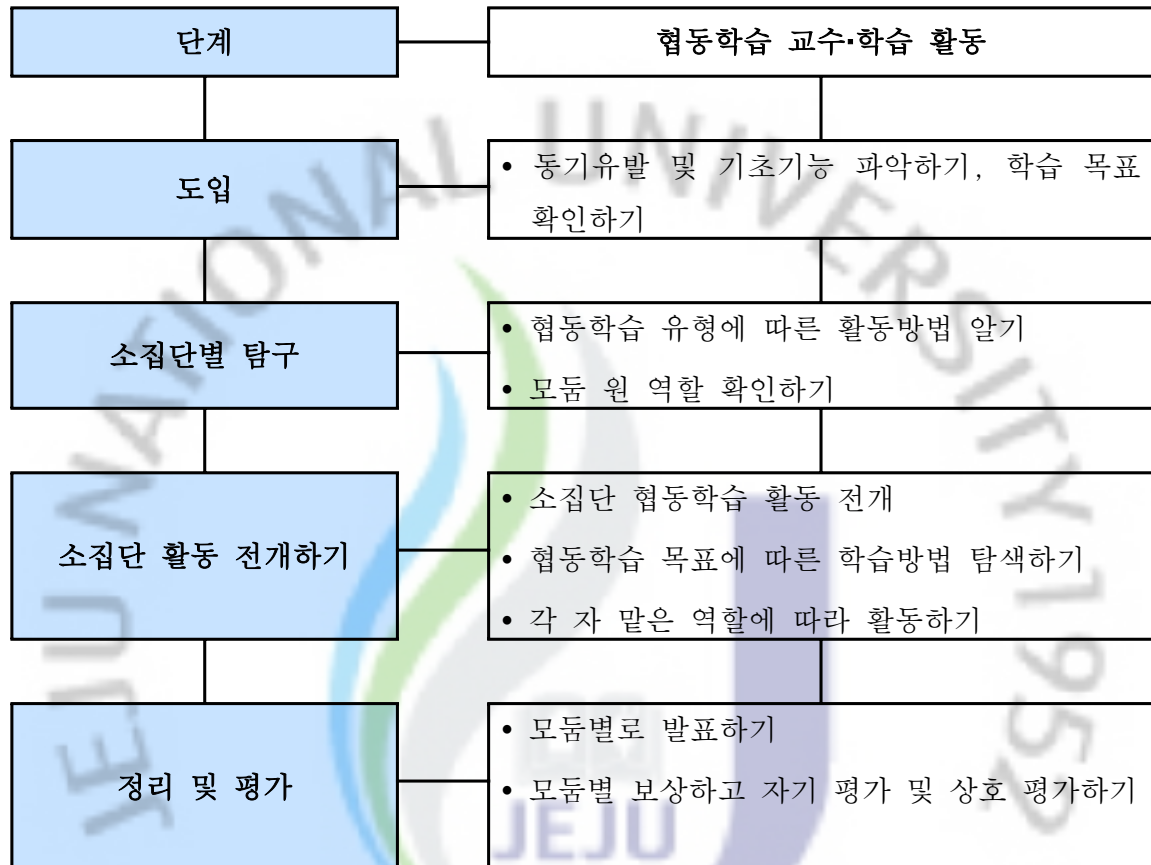 단계
협동학습 교수·학습 활동
도입
• 동기유발 및 기초기능 파악하기, 학습 목표
확인하기
소집단별 탐구
• 협동학습 유형에 따른 활동방법 알기
• 모둠 원 역할 확인하기
소집단 활동 전개하기
• 소집단 협동학습 활동 전개
• 협동학습 목표에 따른 학습방법 탐색하기
• 각 자 맡은 역할에 따라 활동하기
정리 및 평가
• 모둠별로 발표하기
• 모둠별 보상하고 자기 평가 및 상호 평가하기
JEJU NATIONAL UNIVERSITY 1952
JEJU